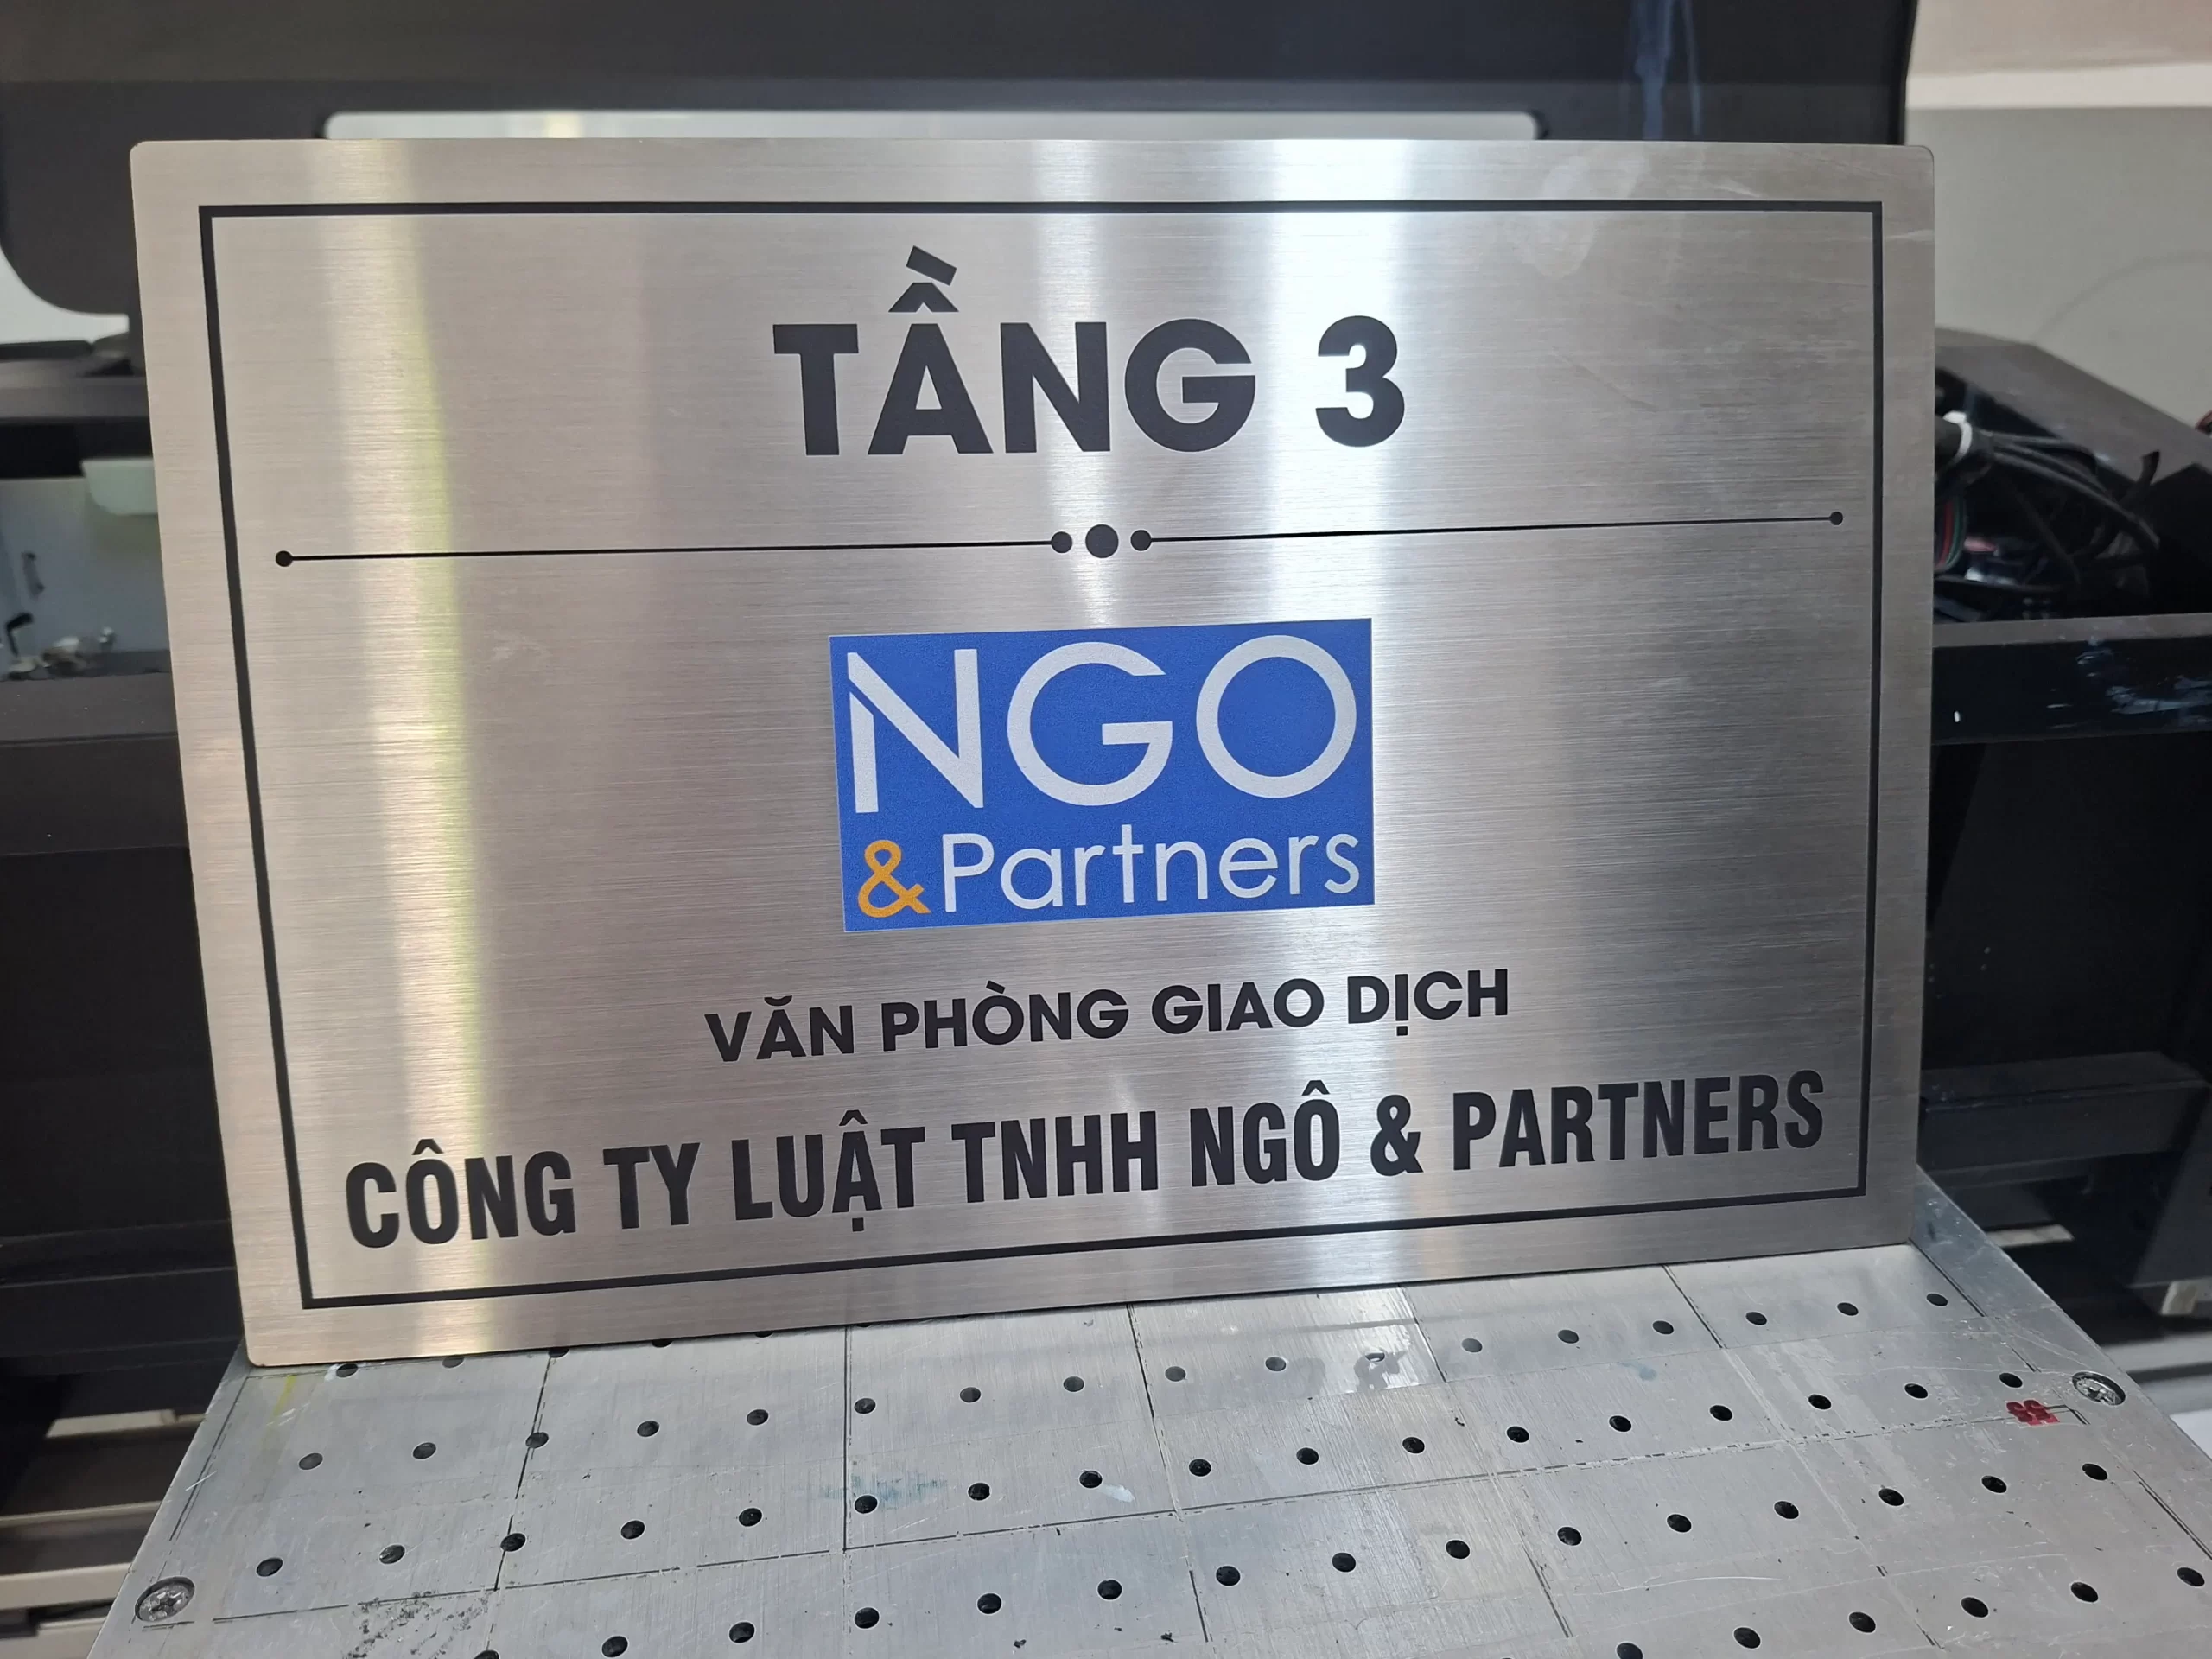 TẦNG 3
NGO
& Partners
VĂN PHÒNG GIAO DỊCH
CÔNG TY LUẬT TNHH NGÔ & PARTNERS